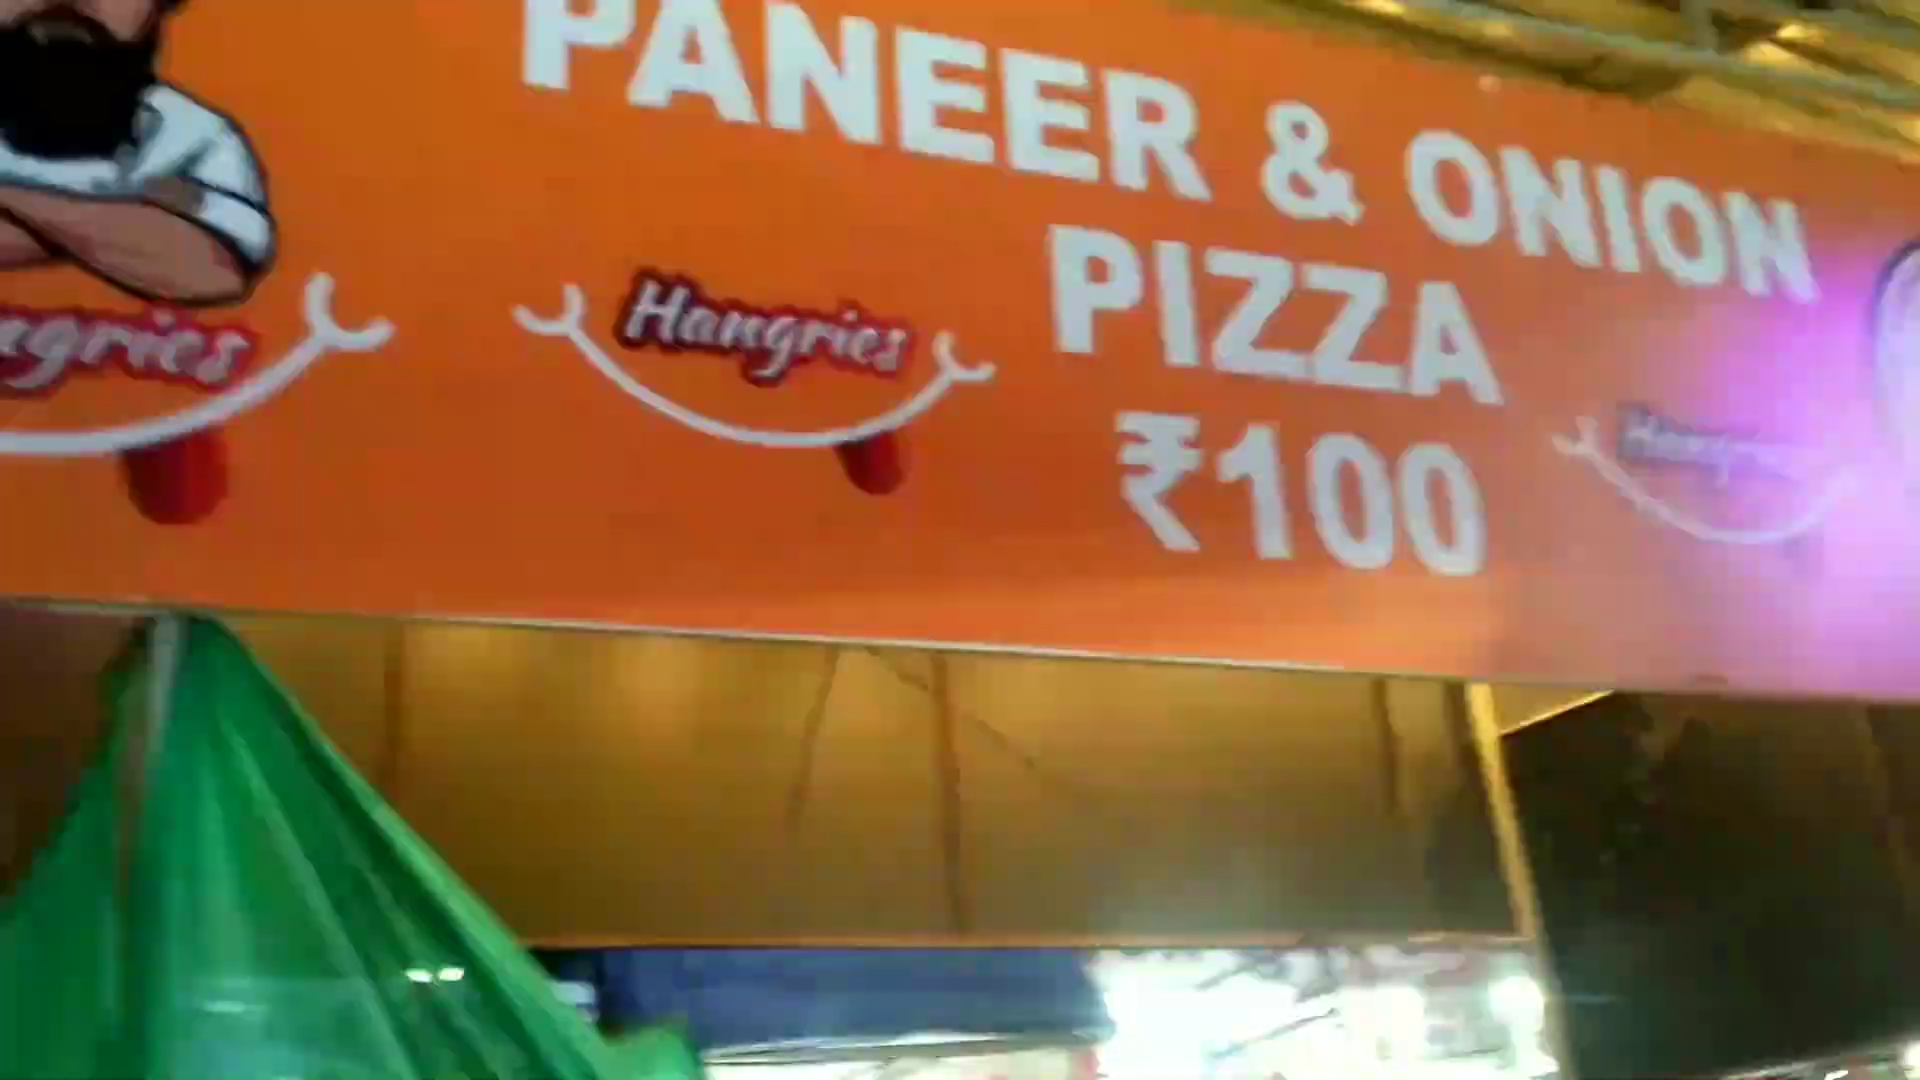 PANEER & ONION
PIZZA
₹100
Hangries
Hangries